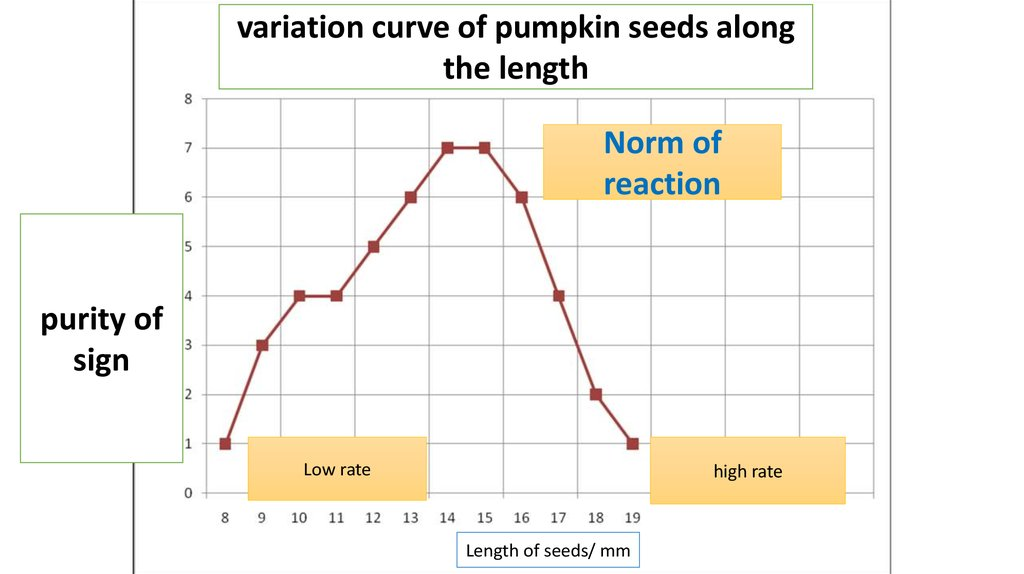 variation curve of pumpkin seeds along
the length
8
7
6
5
4
3
2
1
0
Norm of
reaction
purity of
sign
Low rate
high rate
8 9 10 11 12 13 14 15 16 17 18 19
Length of seeds/ mm